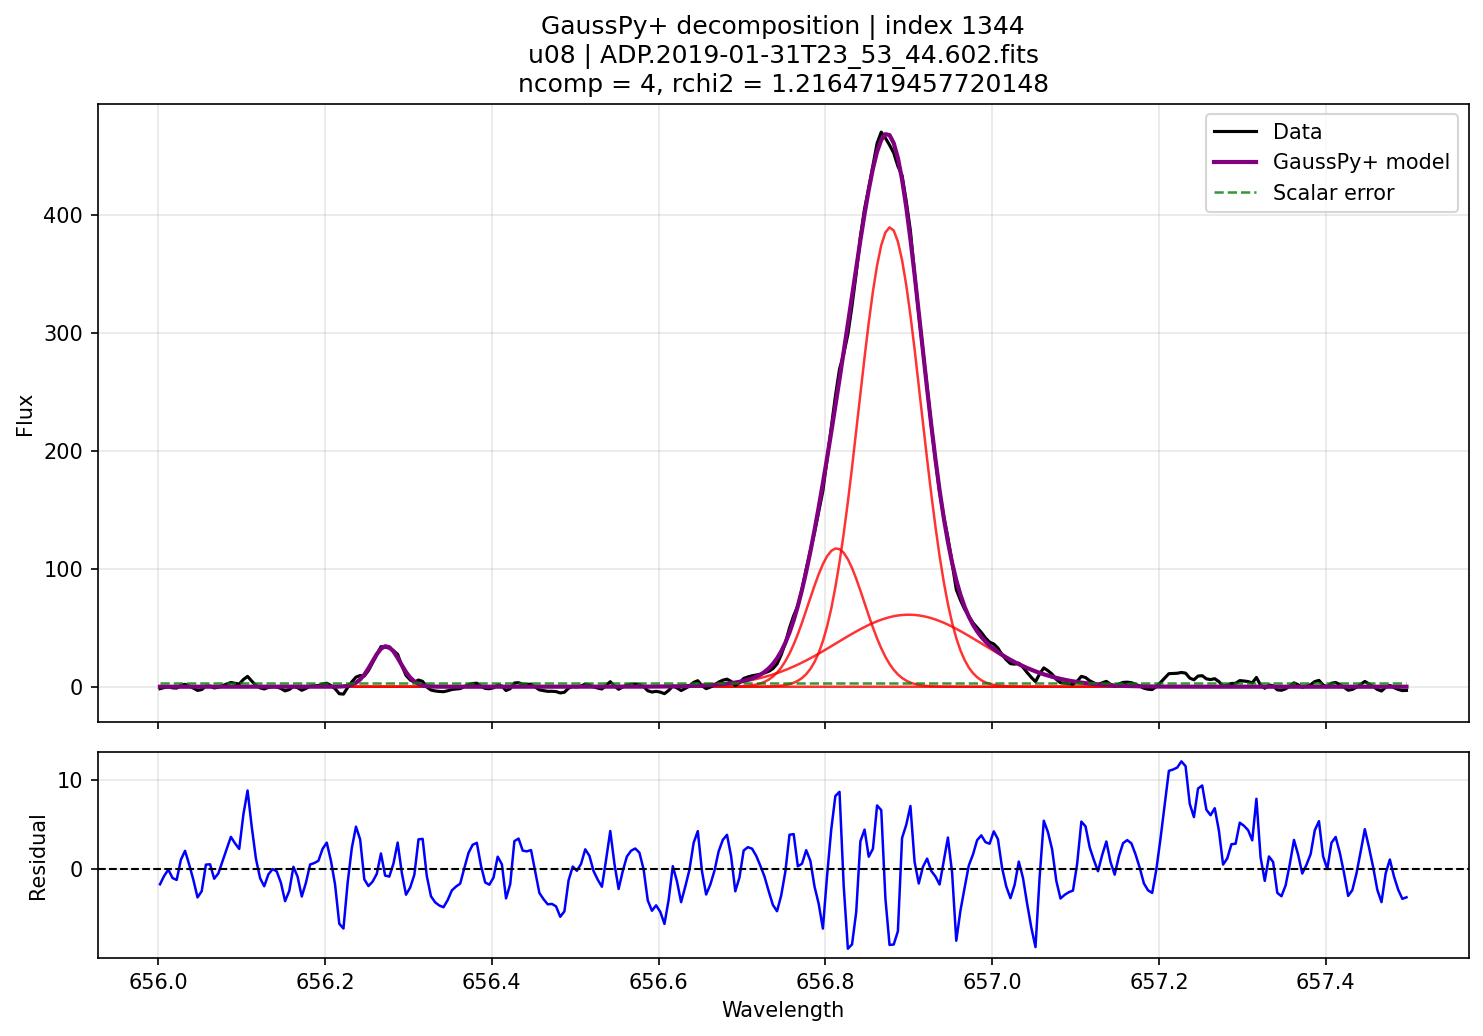 GaussPy+ decomposition | index 1344
u08 | ADP.2019-01-31T23_53_44.602.fits
ncomp = 4, rchi2 = 1.2164719457720148
Data
GaussPy+ model
Scalar error
Flux
400
300
200
100
0
Residual
10
0
656.0
656.2
656.4
656.6
656.8
657.0
657.2
657.4
Wavelength